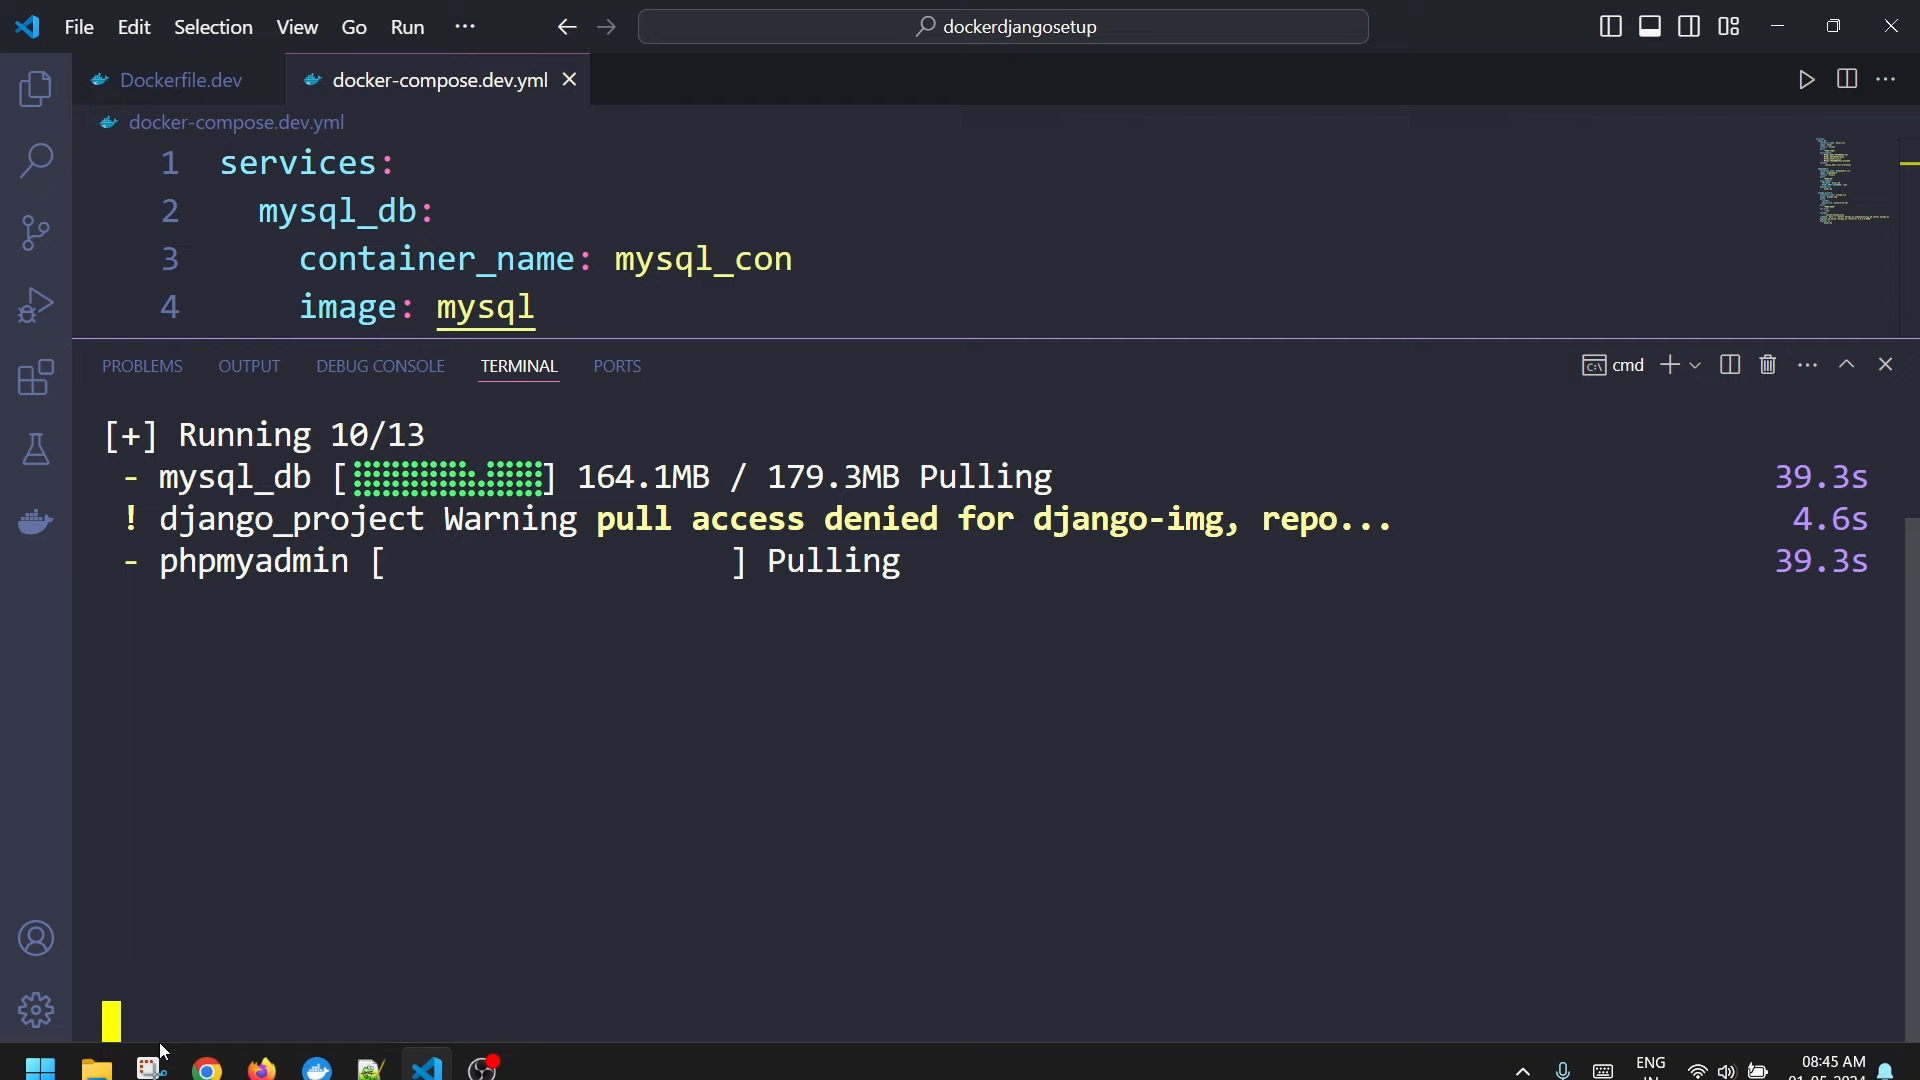 File Edit Selection View Go Run ··· dockerdjangosetup
Dockerfile.dev docker-compose.dev.yml
docker-compose.dev.yml
1 services:
2 mysql_db:
3 container_name: mysql_con
4 image: mysql
PROBLEMS OUTPUT DEBUG CONSOLE TERMINAL PORTS cmd
[+] Running 10/13
- mysql_db [⣿⣿⣿⣿⣿⣿⣄⣿⣿⣿] 164.1MB / 179.3MB Pulling 39.3s
! django_project Warning pull access denied for django-img, repo... 4.6s
- phpmyadmin [ ] Pulling 39.3s
ENG 08:45 AM